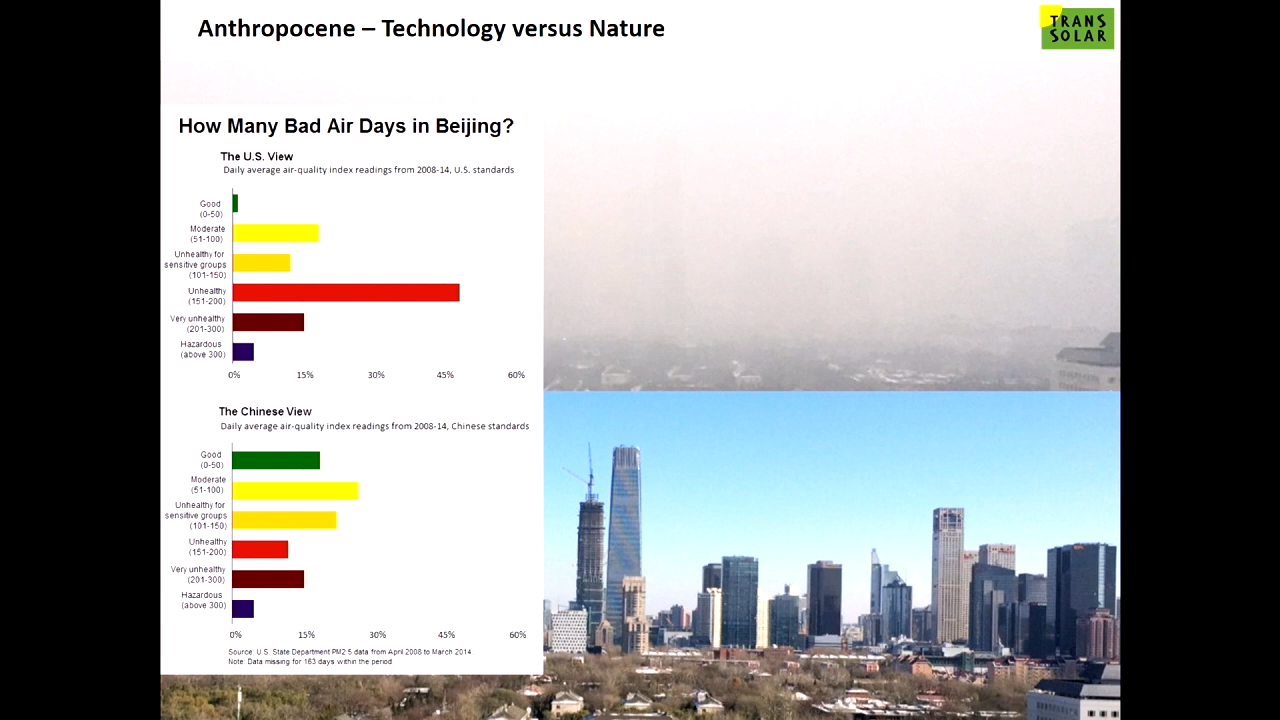 Anthropocene – Technology versus Nature
TRANS
SOLAR
How Many Bad Air Days in Beijing?
The U.S. View
Daily average air-quality index readings from 2008-14, U.S. standards
Good
(0-50)
Moderate
(51-100)
Unhealthy for
sensitive groups
(101-150)
Unhealthy
(151-200)
Very unhealthy
(201-300)
Hazardous
(above 300)
0% 15% 30% 45% 60%
The Chinese View
Daily average air-quality index readings from 2008-14, Chinese standards
Good
(0-50)
Moderate
(51-100)
Unhealthy for
sensitive groups
(101-150)
Unhealthy
(151-200)
Very unhealthy
(201-300)
Hazardous
(above 300)
0% 15% 30% 45% 60%
Source: U.S. State Department PM2.5 data from April 2008 to March 2014
Note: Data missing for 163 days within the period